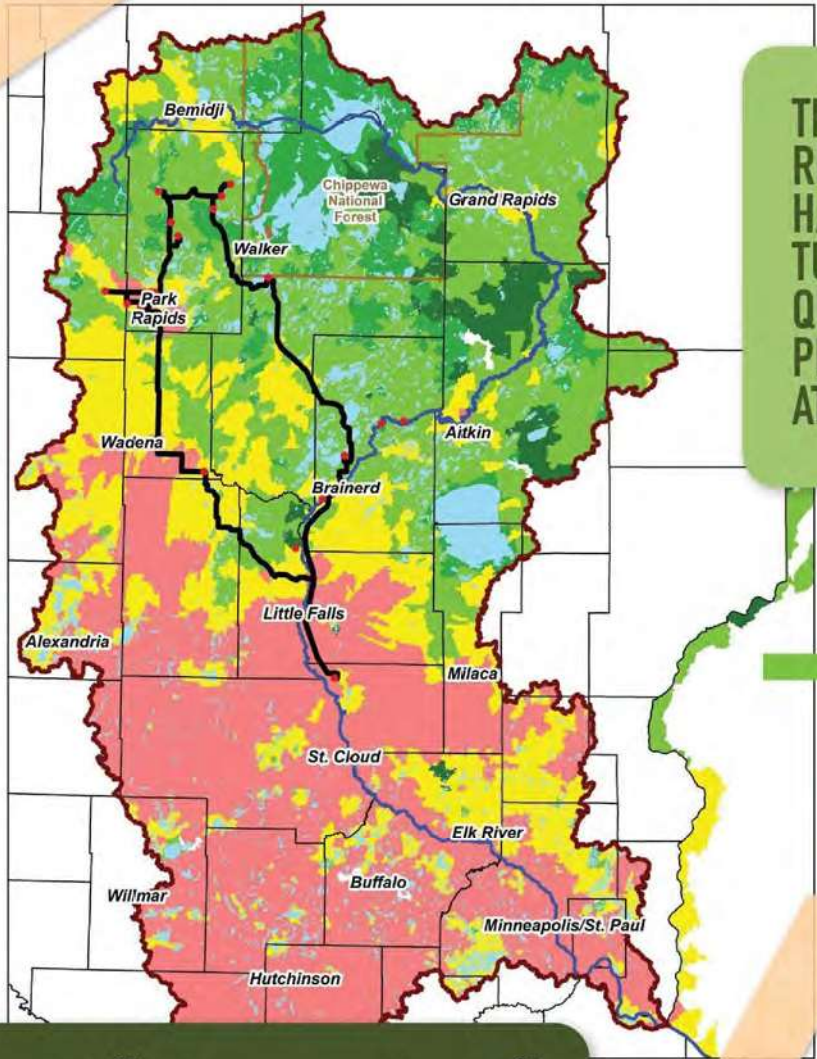 Bemidji
Chippewa
National
Forest
Grand Rapids
Walker
Park
Rapids
Wadena
Aitkin
Brainerd
Little Falls
Alexandria
Milaca
St. Cloud
Elk River
Buffalo
Willmar
Minneapolis/St. Paul
Hutchinson